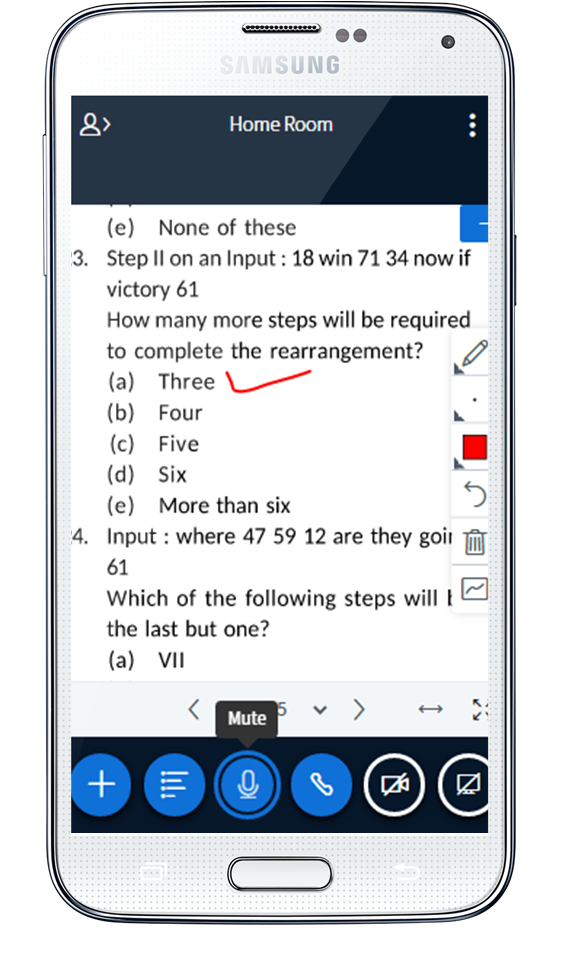 SAMSUNG
Home Room
(e) None of these
3. Step II on an Input : 18 win 71 34 now if
victory 61
How many more steps will be required
to complete the rearrangement?
(a) Three
(b) Four
(c) Five
(d) Six
(e) More than six
4. Input : where 47 59 12 are they goin
61
Which of the following steps will b
the last but one?
(a) VII
5
Mute